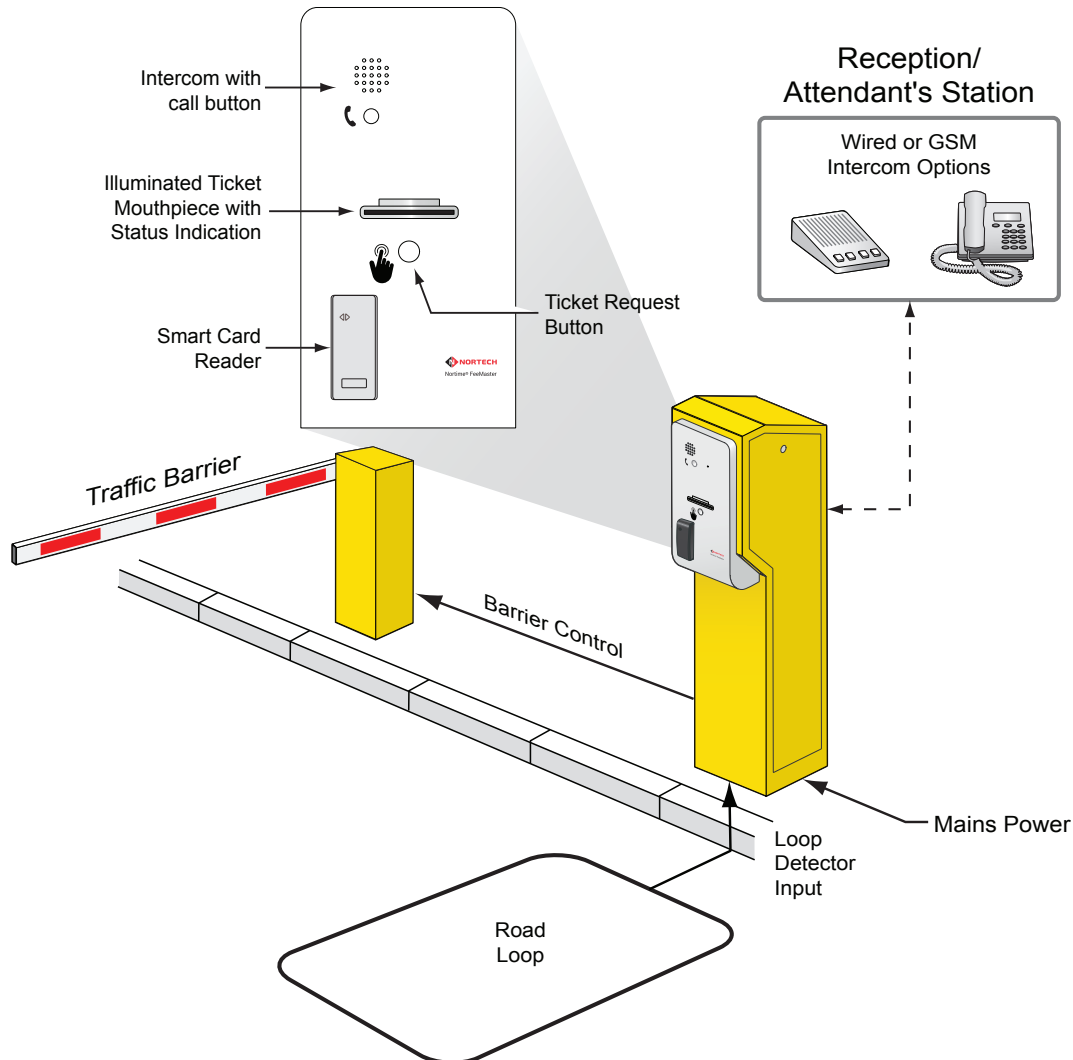 Intercom with
call button
Illuminated Ticket
Mouthpiece with
Status Indication
Smart Card
Reader
Ticket Request
Button
NORTECH
Nortime® FeeMaster
Reception/
Attendant's Station
Wired or GSM
Intercom Options
Traffic Barrier
Barrier Control
Mains Power
Loop
Detector
Input
Road
Loop